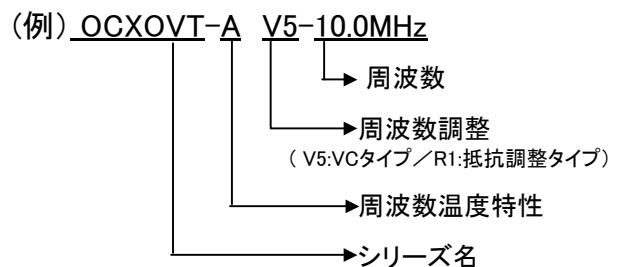 (例) OCXOVT-A V5-10.0MHz
周波数
周波数調整
( V5:VCタイプ/R1:抵抗調整タイプ)
周波数温度特性
シリーズ名